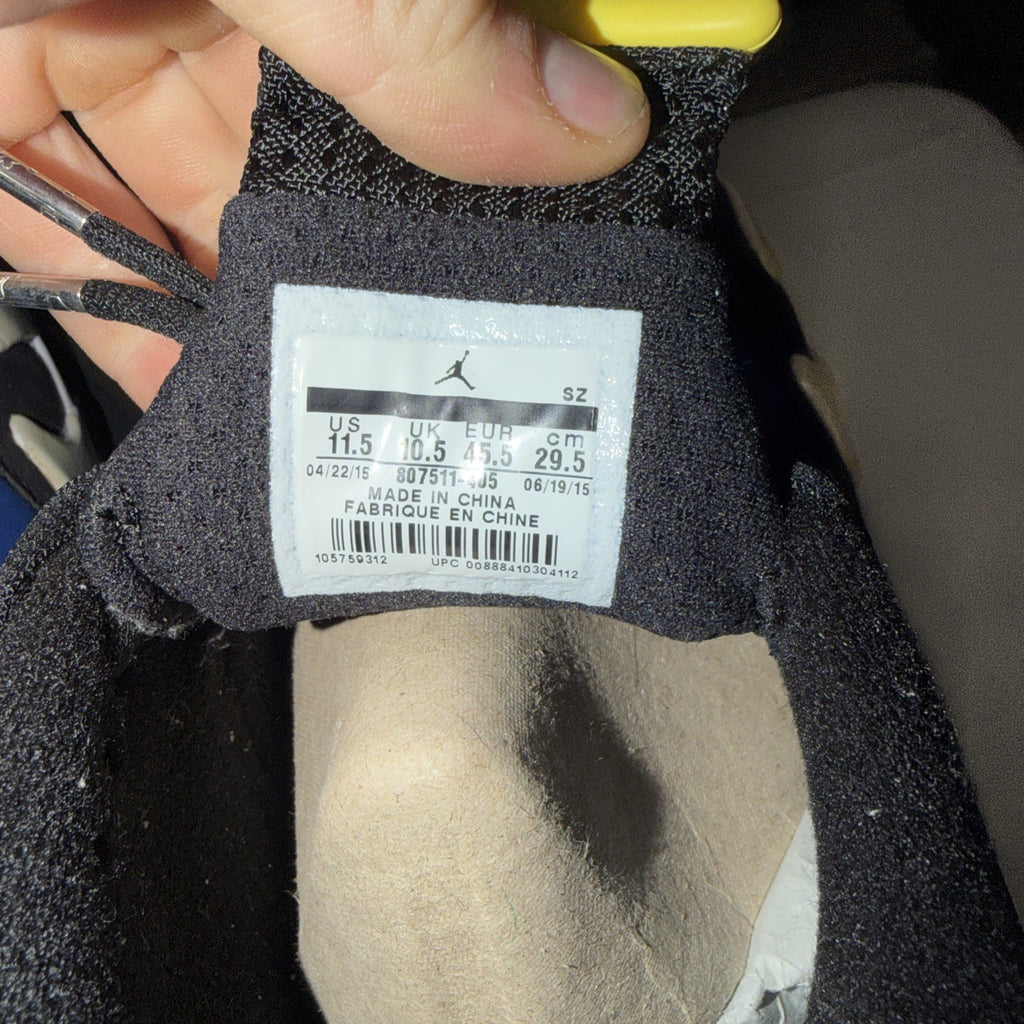 SZ
US UK EUR cm
11.5 10.5 45.5 29.5
04/22/15 807511-405 06/19/15
MADE IN CHINA
FABRIQUE EN CHINE
105759312 UPC 00888410304112